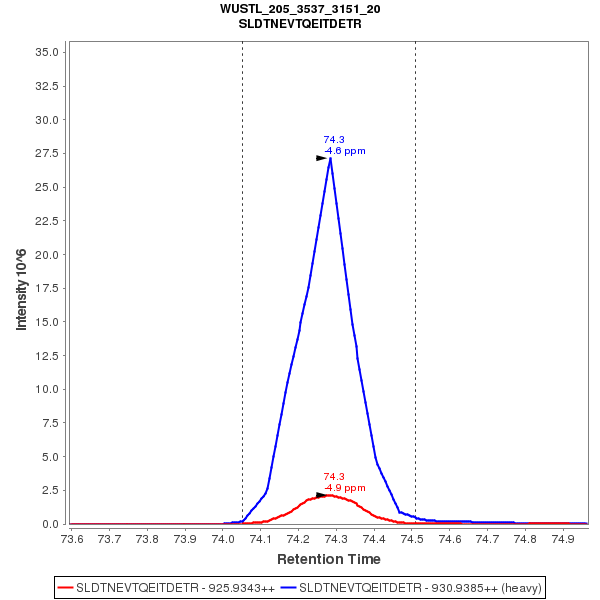 WUSTL_205_3537_3151_20
SLDTNEVTQEITDETR
Intensity 10^6
35.0
32.5
30.0
27.5
25.0
22.5
20.0
17.5
15.0
12.5
10.0
7.5
5.0
2.5
0.0
74.3
-4.6 ppm
74.3
-4.9 ppm
73.6 73.7 73.8 73.9 74.0 74.1 74.2 74.3 74.4 74.5 74.6 74.7 74.8 74.9
Retention Time
SLDTNEVTQEITDETR - 925.9343++ SLDTNEVTQEITDETR - 930.9385++ (heavy)